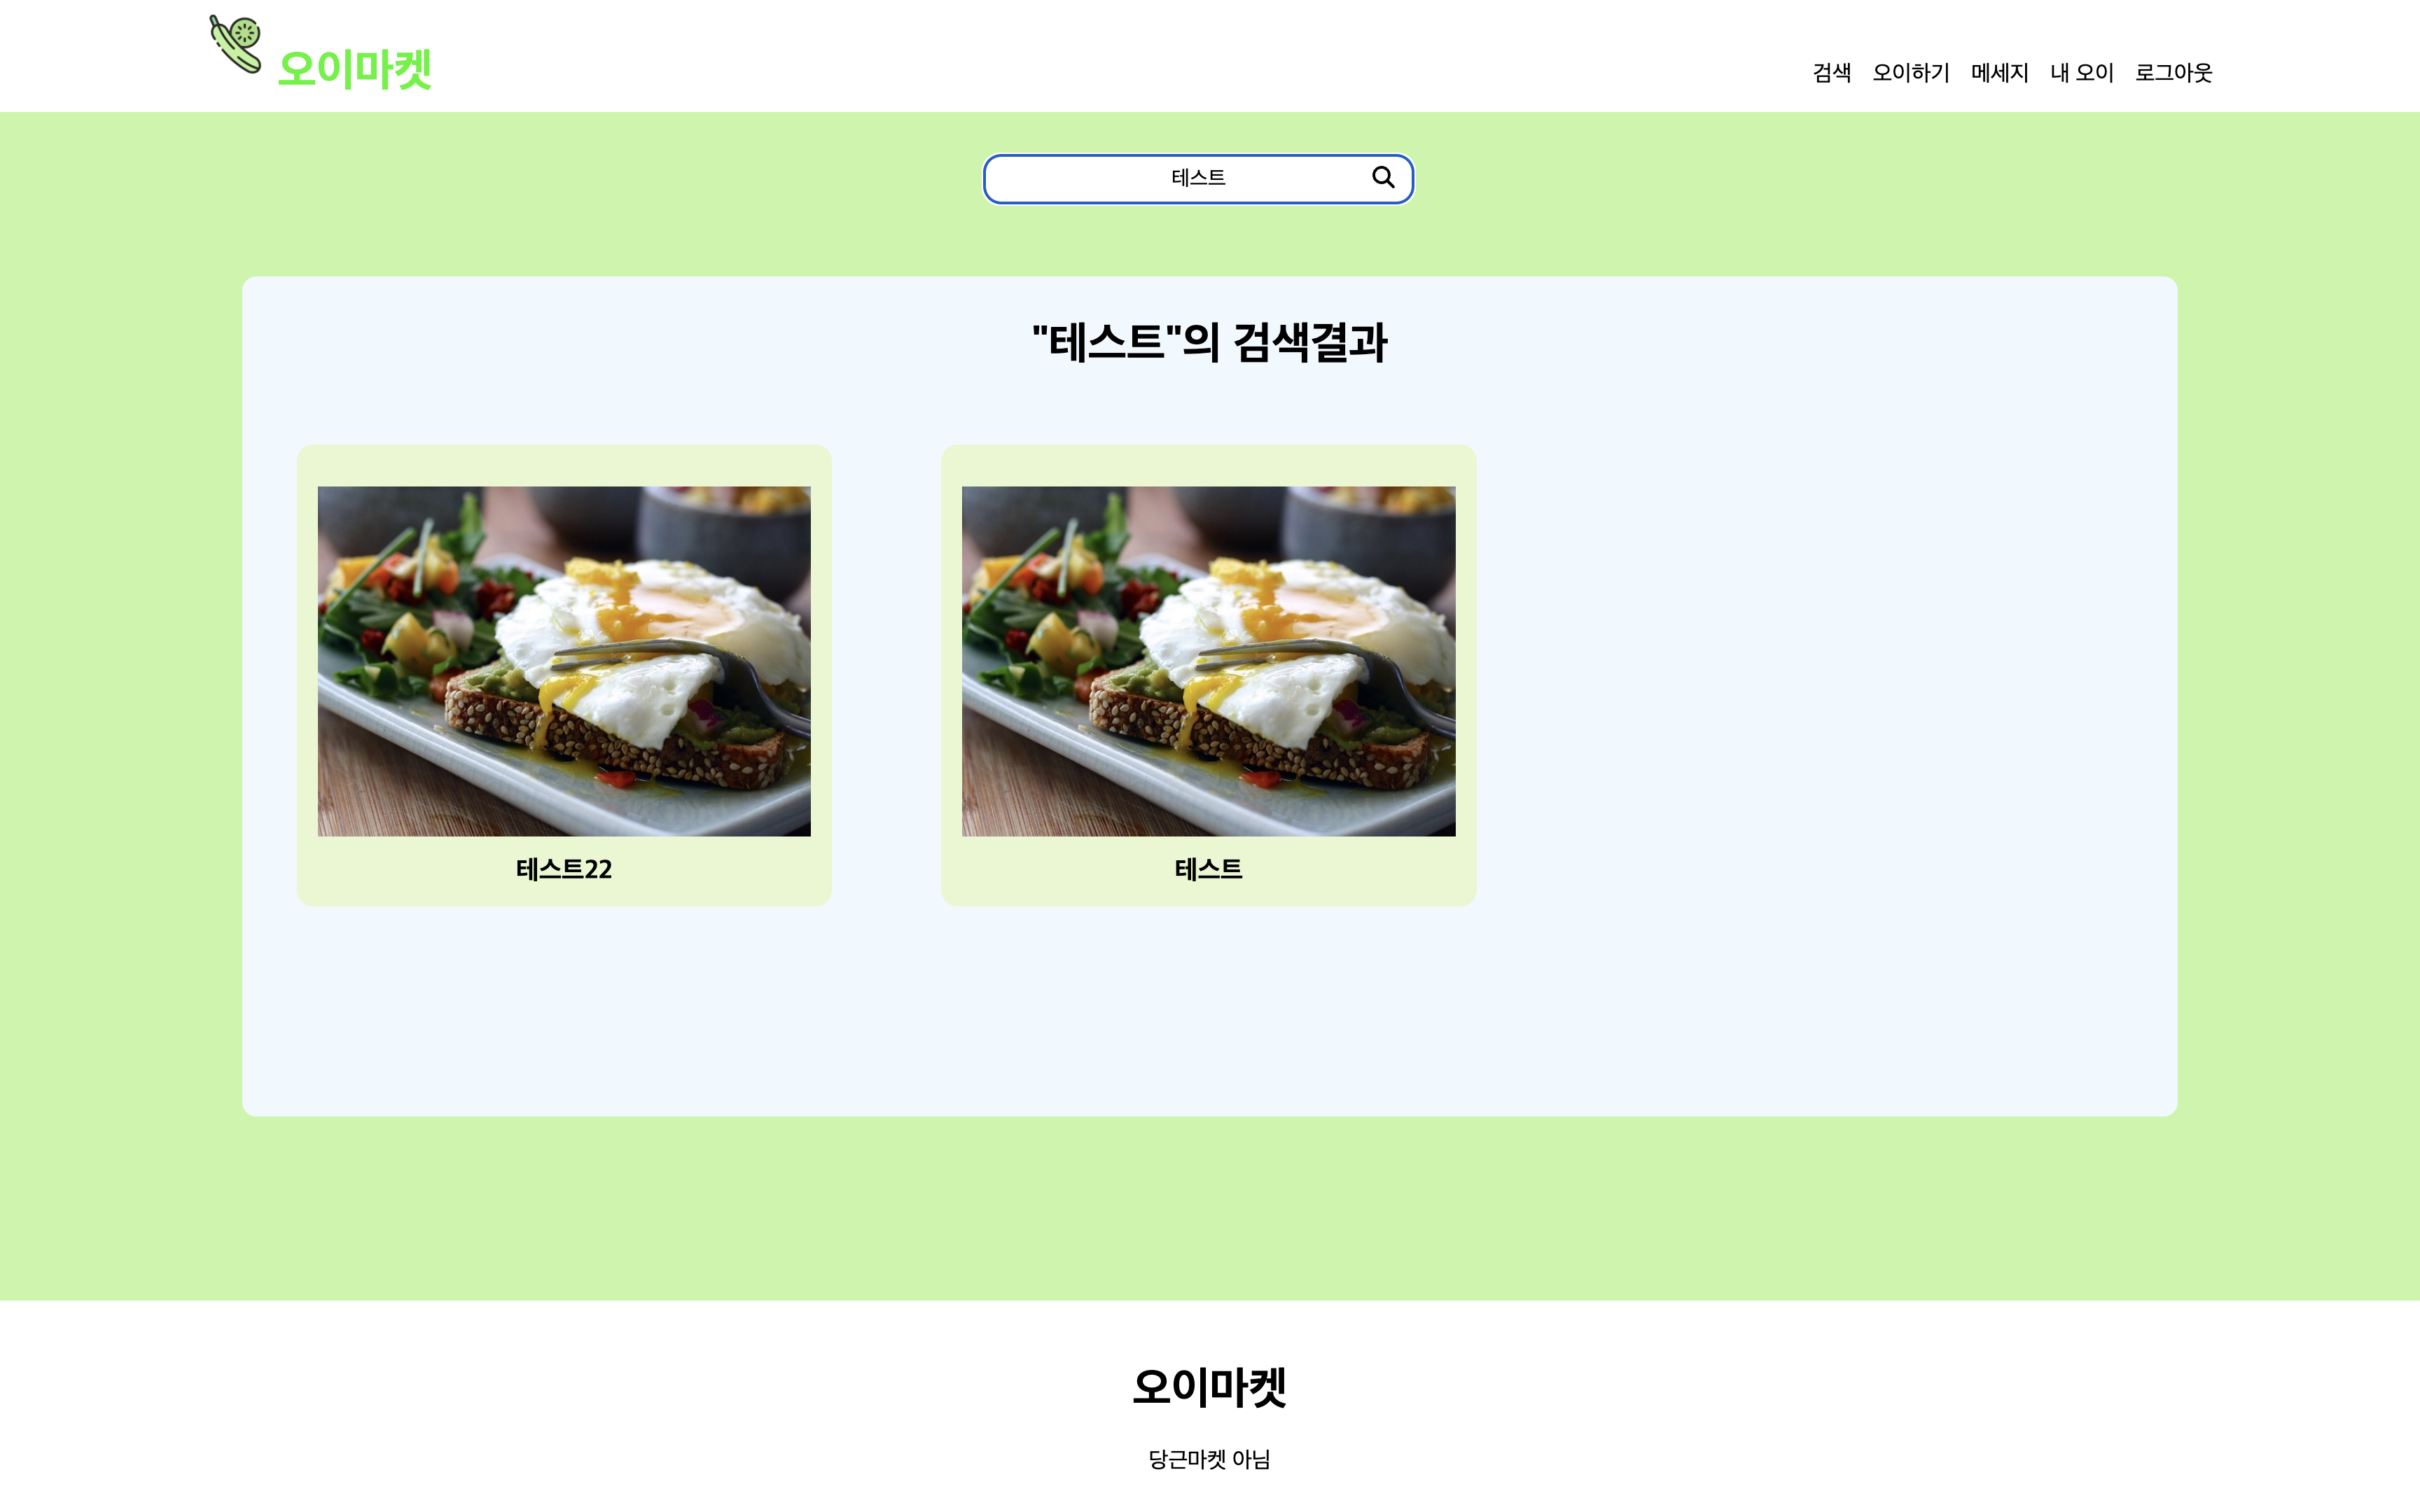 오이마켓
검색 오이하기 메세지 내 오이 로그아웃
테스트
"테스트"의 검색결과
테스트22
테스트
오이마켓
당근마켓 아님